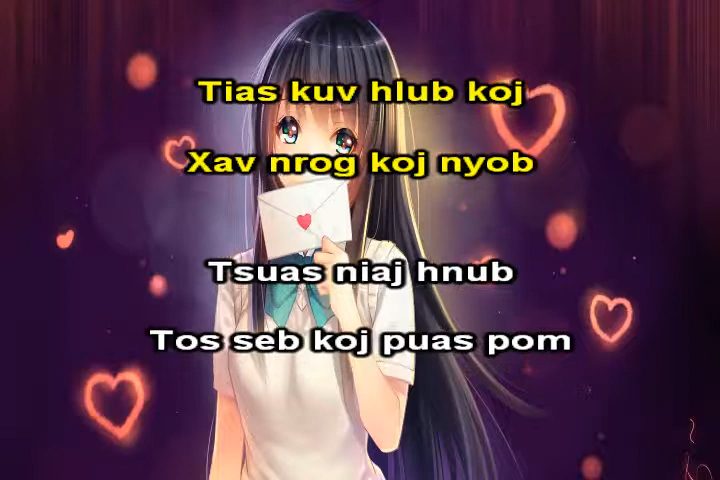 Tias kuv hlub koj
Xav nrog koj nyob
Tsuas niaj hnub
Tos seb koj puas pom